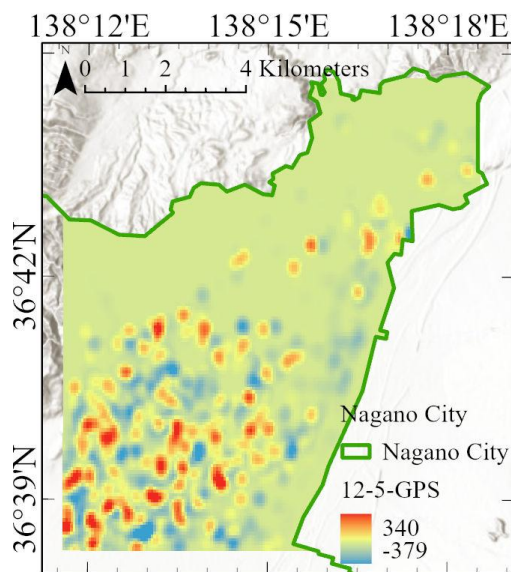 138°12'E 138°15'E 138°18'E
N
0 1 2 4 Kilometers
36°42'N
36°39'N
Nagano City
Nagano City
12-5-GPS
340
-379